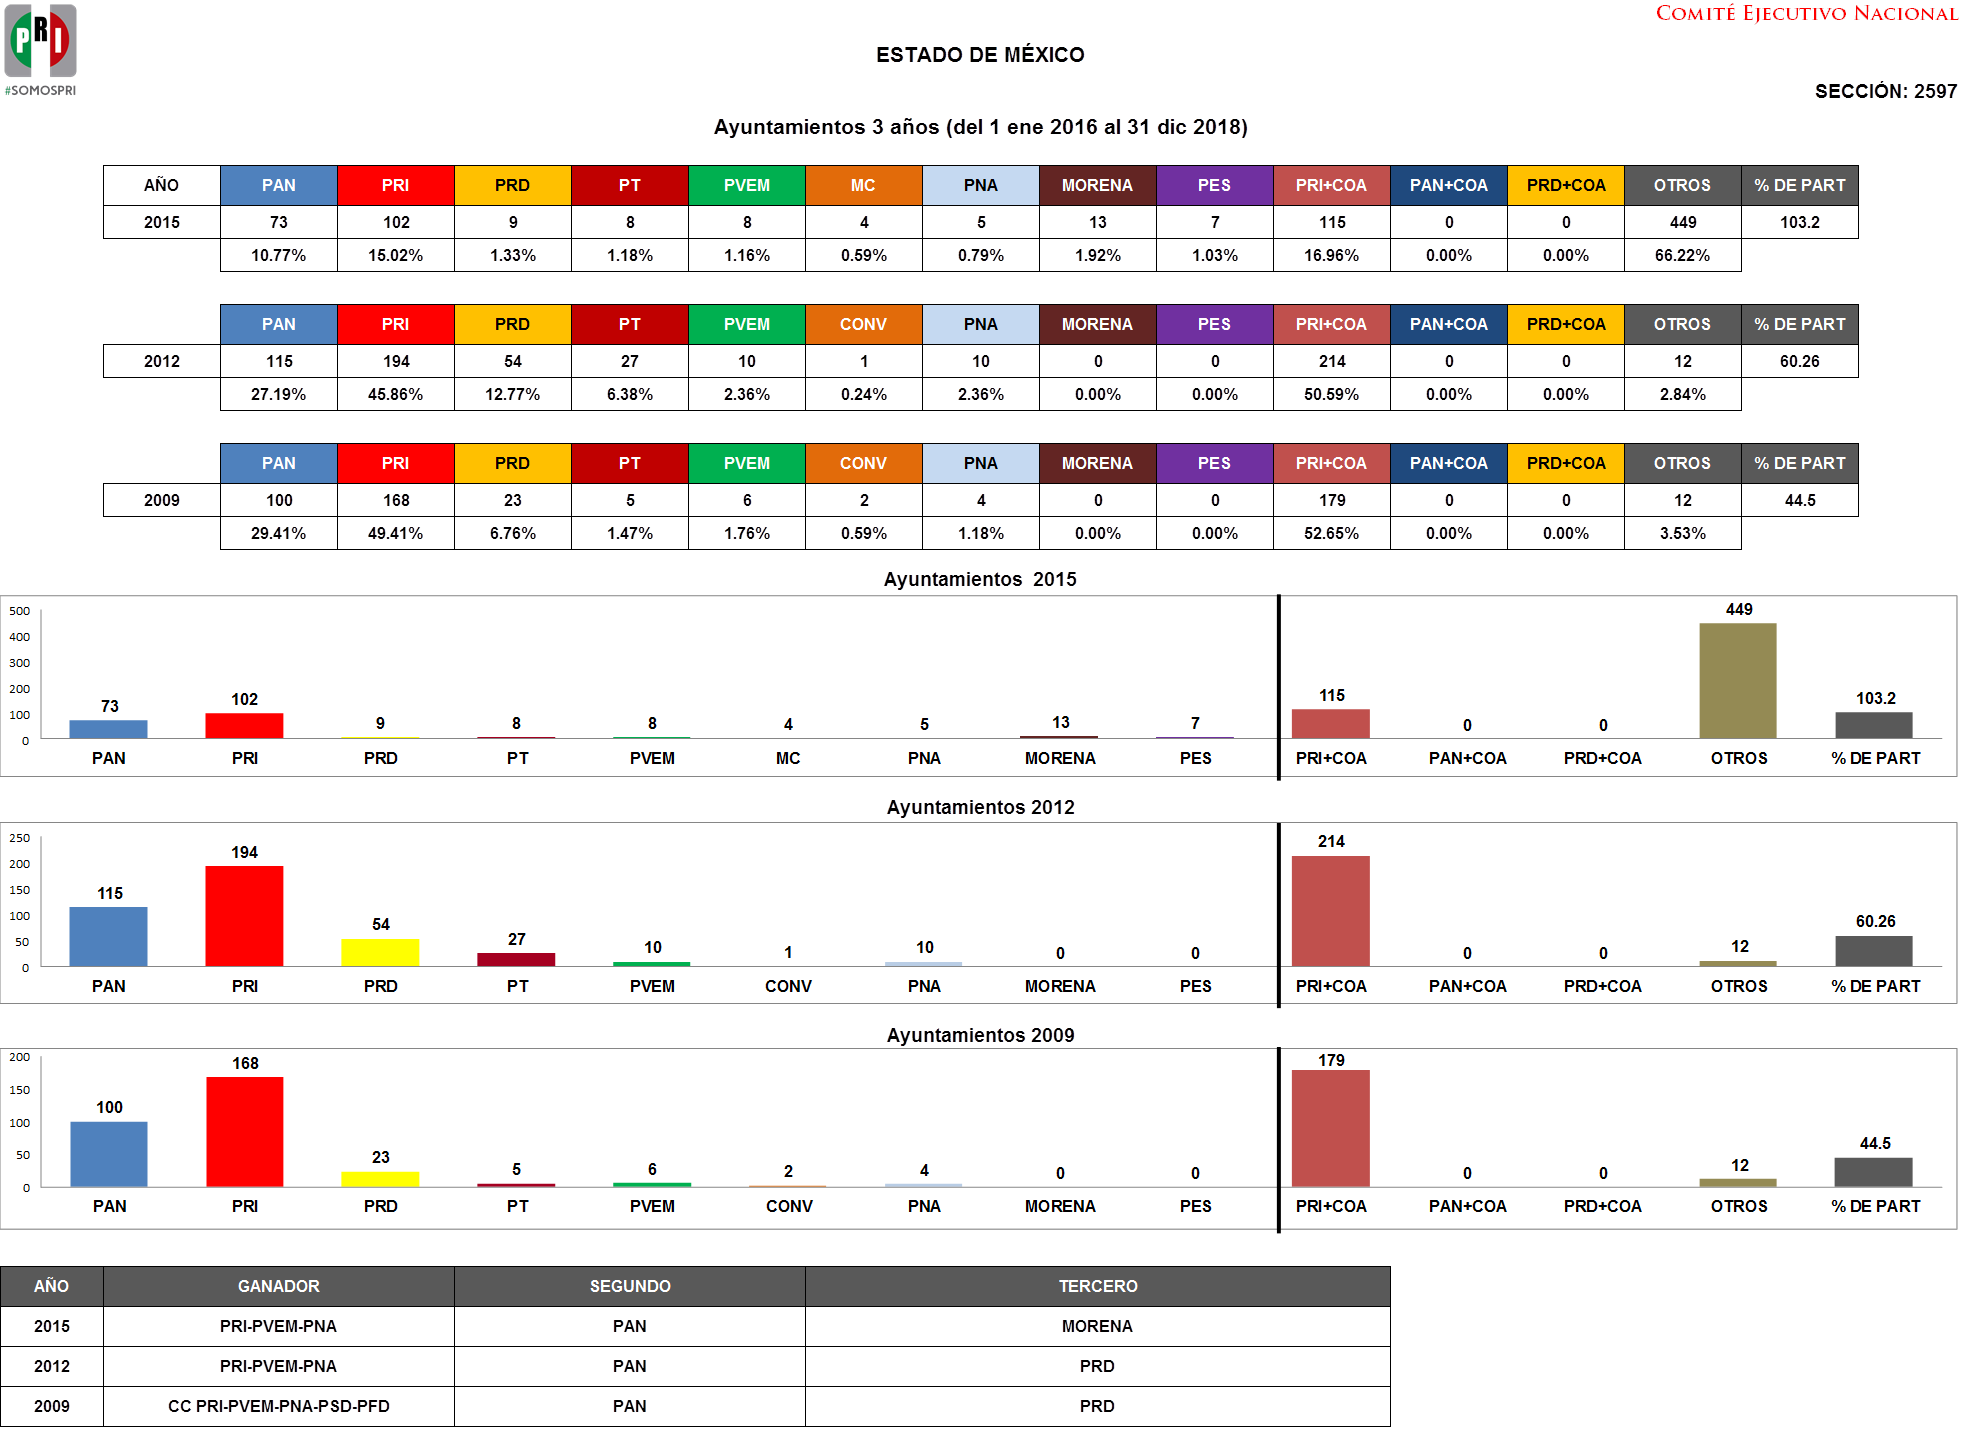 PRI
#SOMOSPRI
COMITÉ EJECUTIVO NACIONAL
ESTADO DE MÉXICO
SECCIÓN: 2597
Ayuntamientos 3 años (del 1 ene 2016 al 31 dic 2018)
AÑO PAN PRI PRD PT PVEM MC PNA MORENA PES PRI+COA PAN+COA PRD+COA OTROS % DE PART
2015 73 102 9 8 8 4 5 13 7 115 0 0 449 103.2
10.77% 15.02% 1.33% 1.18% 1.16% 0.59% 0.79% 1.92% 1.03% 16.96% 0.00% 0.00% 66.22%
PAN PRI PRD PT PVEM CONV PNA MORENA PES PRI+COA PAN+COA PRD+COA OTROS % DE PART
2012 115 194 54 27 10 1 10 0 0 214 0 0 12 60.26
27.19% 45.86% 12.77% 6.38% 2.36% 0.24% 2.36% 0.00% 0.00% 50.59% 0.00% 0.00% 2.84%
PAN PRI PRD PT PVEM CONV PNA MORENA PES PRI+COA PAN+COA PRD+COA OTROS % DE PART
2009 100 168 23 5 6 2 4 0 0 179 0 0 12 44.5
29.41% 49.41% 6.76% 1.47% 1.76% 0.59% 1.18% 0.00% 0.00% 52.65% 0.00% 0.00% 3.53%
Ayuntamientos 2015
500
400
300
200
100
0
73 102 9 8 8 4 5 13 7 115 0 0 449 103.2
PAN PRI PRD PT PVEM MC PNA MORENA PES PRI+COA PAN+COA PRD+COA OTROS % DE PART
Ayuntamientos 2012
250
200
150
100
50
0
115 194 54 27 10 1 10 0 0 214 0 0 12 60.26
PAN PRI PRD PT PVEM CONV PNA MORENA PES PRI+COA PAN+COA PRD+COA OTROS % DE PART
Ayuntamientos 2009
200
150
100
50
0
100 168 23 5 6 2 4 0 0 179 0 0 12 44.5
PAN PRI PRD PT PVEM CONV PNA MORENA PES PRI+COA PAN+COA PRD+COA OTROS % DE PART
AÑO GANADOR SEGUNDO TERCERO
2015 PRI-PVEM-PNA PAN MORENA
2012 PRI-PVEM-PNA PAN PRD
2009 CC PRI-PVEM-PNA-PSD-PFD PAN PRD